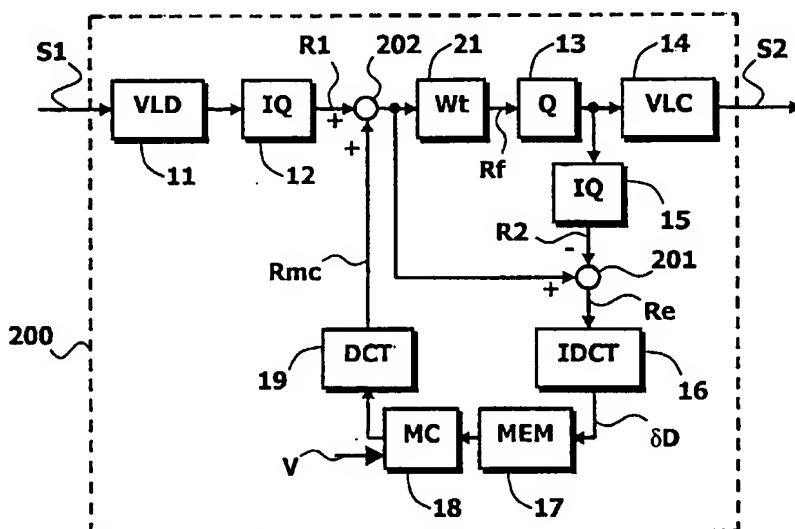 S1
R1
202
21
13
14
S2
VLD
IQ
Wt
Q
VLC
+
+
11
12
Rf
IQ
15
R2
-
201
+
Rmc
Re
200
DCT
IDCT
19
16
MC
MEM
δD
V
18
17